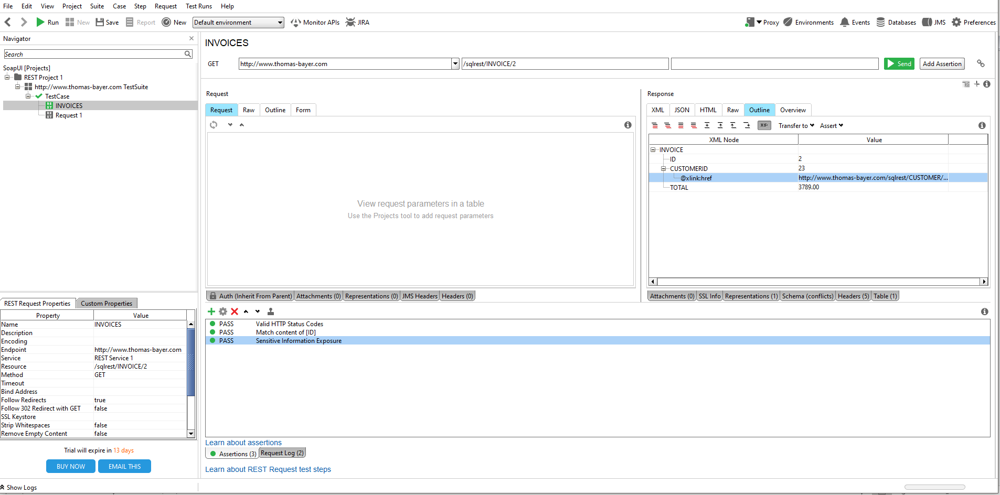 File Edit View Project Suite Case Step Request Test Runs Help
Run New Save Report New Default environment Monitor APIs JIRA Proxy Environments Events Databases JMS Preferences
Navigator
Search
SoapUI [Projects]
REST Project 1
http://www.thomas-bayer.com TestSuite
TestCase
INVOICES
Request 1
INVOICES
GET http://www.thomas-bayer.com /sqlrest/INVOICE/2 Send Add Assertion
Request
Request Raw Outline Form
View request parameters in a table
Use the Projects tool to add request parameters
Auth (Inherit From Parent) Attachments (0) Representations (0) JMS Headers Headers (0)
Response
XML JSON HTML Raw Outline Overview
XS: Transfer to Assert
XML Node Value
INVOICE
ID 2
CUSTOMERID 23
@xlink:href http://www.thomas-bayer.com/sqlrest/CUSTOMER/...
TOTAL 3789.00
Attachments (0) SSL Info Representations (1) Schema (conflicts) Headers (5) Table (1)
REST Request Properties Custom Properties
Property Value
Name INVOICES
Description
Encoding
Endpoint http://www.thomas-bayer.com
Service REST Service 1
Resource /sqlrest/INVOICE/2
Method GET
Timeout
Bind Address
Follow Redirects true
Follow 302 Redirect with GET false
SSL Keystore
Strip Whitespaces false
Remove Empty Content false
Trial will expire in 13 days
BUY NOW EMAIL THIS
PASS Valid HTTP Status Codes
PASS Match content of [ID]
PASS Sensitive Information Exposure
Learn about assertions
Assertions (3) Request Log (2)
Learn about REST Request test steps
Show Logs